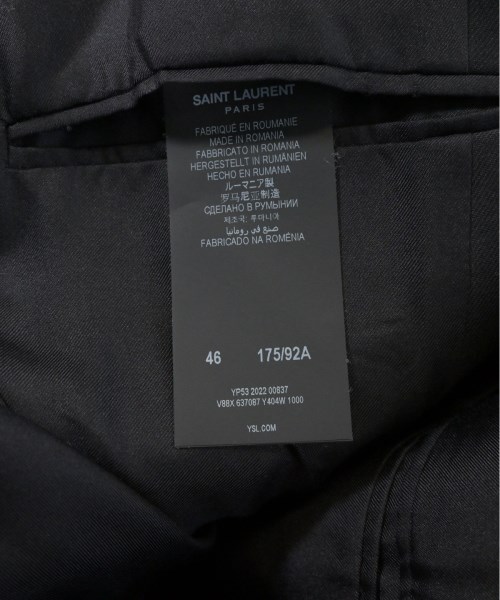 SAINT LAURENT
PARIS
FABRIQUE EN ROUMANIE
MADE IN ROMANIA
FABBRICATO IN ROMANIA
HERGESTELLT IN RUMÄNIEN
HECHO EN RUMANIA
ルーマニア製
罗马尼亚制造
СДЕЛАНО В РУМЫНИИ
제조국: 루마니아
صنع في رومانيا
FABRICADO NA ROMÉNIA
46 175/92A
YP53 2022 00837
V88X 637087 Y404W 1000
YSL.COM